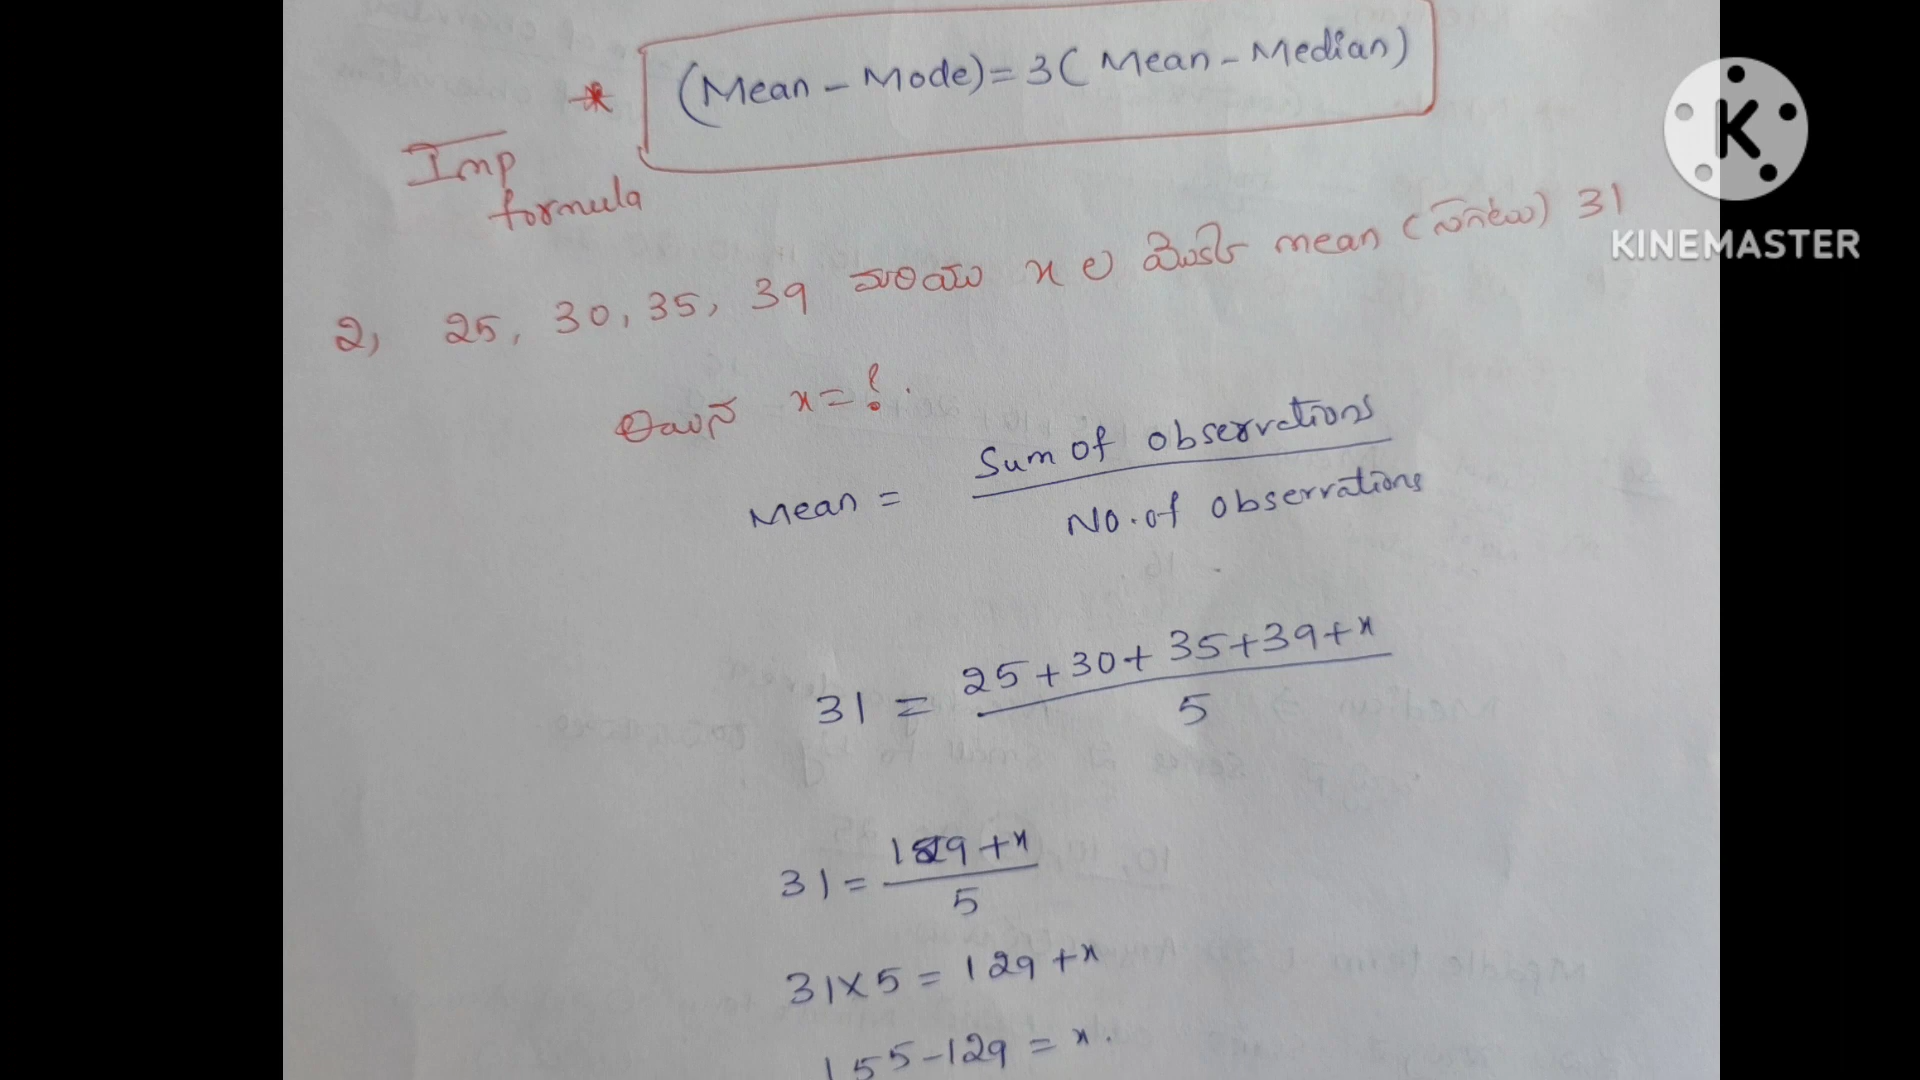 * (Mean - Mode) = 3( Mean - Median)
Imp
formula
K
KINEMASTER
2, 25, 30, 35, 39 మరియు x ల మొత్తం mean (సగటు) 31
అయిన x = ?.
Mean = Sum of observations
No. of observations
31 = 25+30+35+39+x
5
31 = 129+x
5
31×5 = 129+x
155-129 = x.